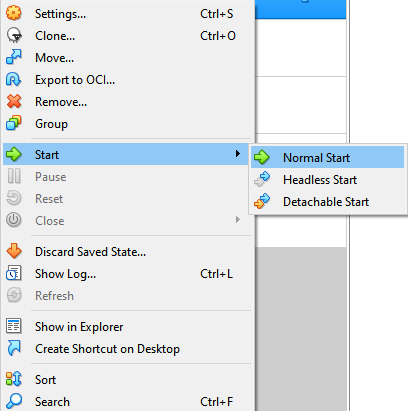 Settings... Ctrl+S
Clone... Ctrl+O
Move...
Export to OCI...
Remove...
Group
Start
Normal Start
Pause
Headless Start
Reset
Detachable Start
Close
Discard Saved State...
Show Log... Ctrl+L
Refresh
Show in Explorer
Create Shortcut on Desktop
Sort
Search Ctrl+F